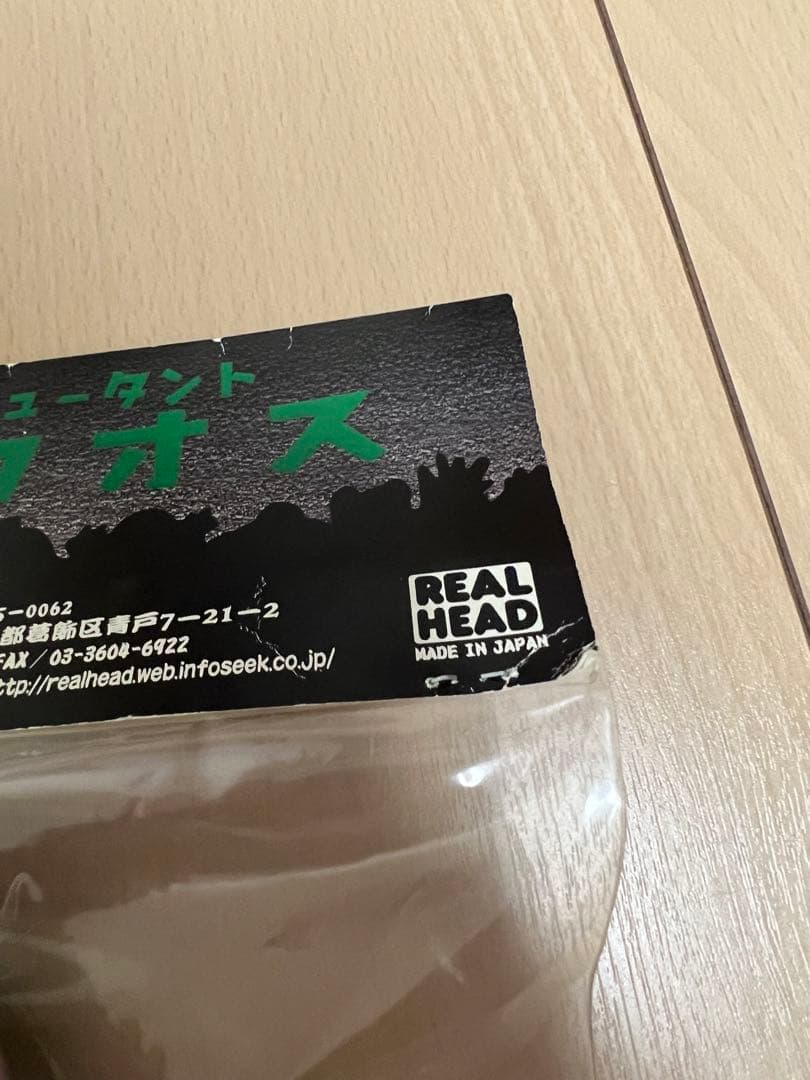 ュータント
オス
5-0062
都葛飾区青戸7-21-2
FAX/03-3604-6922
ttp://realhead.web.infoseek.co.jp/
REAL
HEAD
MADE IN JAPAN